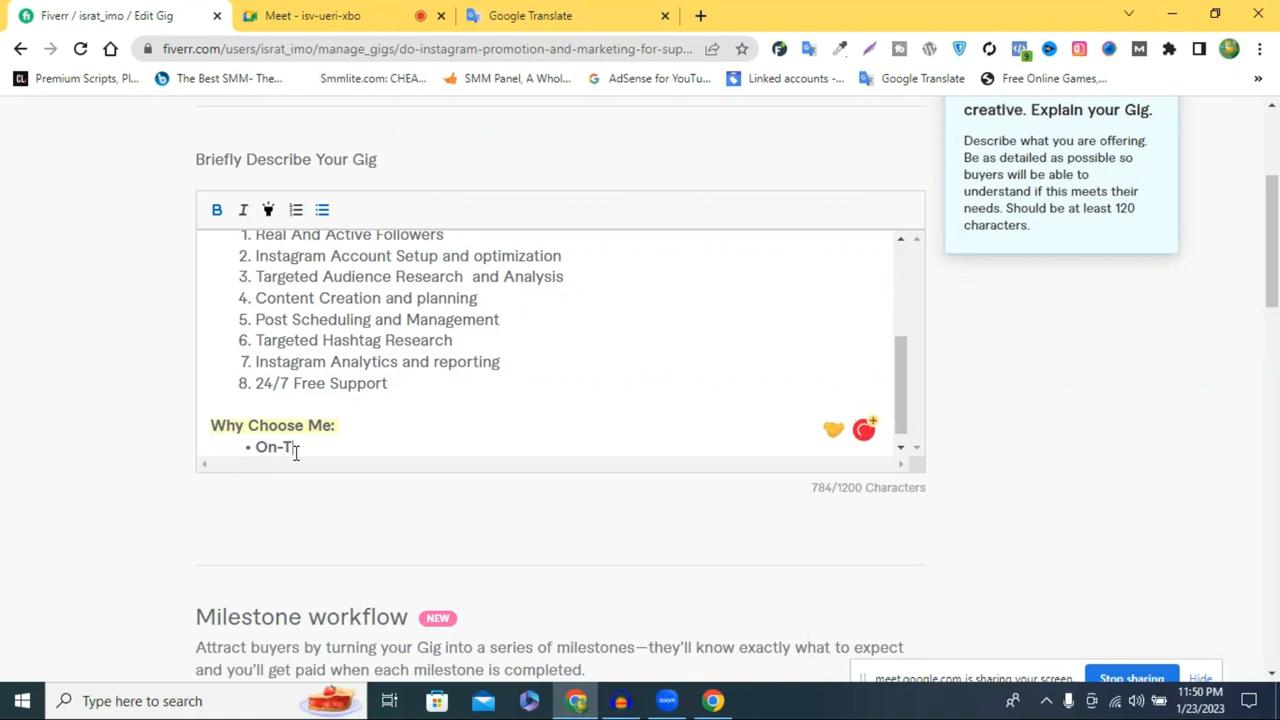 Fiverr / israt_imo / Edit Gig
Meet - isv-ueri-xbo
Google Translate
fiverr.com/users/israt_imo/manage_gigs/do-instagram-promotion-and-marketing-for-sup...
Premium Scripts, Pl...
The Best SMM- The...
Smmlite.com: CHEA...
SMM Panel, A Whol...
AdSense for YouTu...
Linked accounts -...
Google Translate
Free Online Games,...
creative. Explain your Gig.
Describe what you are offering.
Be as detailed as possible so
buyers will be able to
understand if this meets their
needs. Should be at least 120
characters.
Briefly Describe Your Gig
B I
1. Real And Active Followers
2. Instagram Account Setup and optimization
3. Targeted Audience Research  and Analysis
4. Content Creation and planning
5. Post Scheduling and Management
6. Targeted Hashtag Research
7. Instagram Analytics and reporting
8. 24/7 Free Support
Why Choose Me:
• On-T
784/1200 Characters
Milestone workflow NEW
Attract buyers by turning your Gig into a series of milestones—they'll know exactly what to expect
and you'll get paid when each milestone is completed.
meet.google.com is sharing your screen.
Stop sharing
Hide
Type here to search
zoom
11:50 PM
1/23/2023